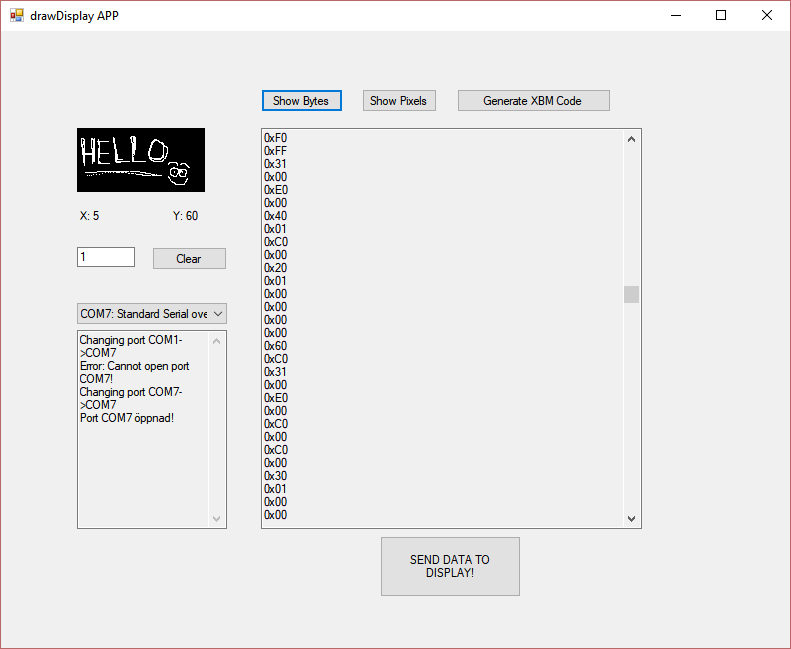 drawDisplay APP
Show Bytes
Show Pixels
Generate XBM Code
HELLO
X: 5
Y: 60
1
Clear
COM7: Standard Serial ove
Changing port COM1-
>COM7
Error: Cannot open port
COM7!
Changing port COM7-
>COM7
Port COM7 öppnad!
0xF0
0xFF
0x31
0x00
0xE0
0x00
0x40
0x01
0xC0
0x00
0x20
0x01
0x00
0x00
0x00
0x00
0x60
0xC0
0x31
0x00
0xE0
0x00
0xC0
0x00
0xC0
0x00
0x30
0x01
0x00
0x00
SEND DATA TO
DISPLAY!